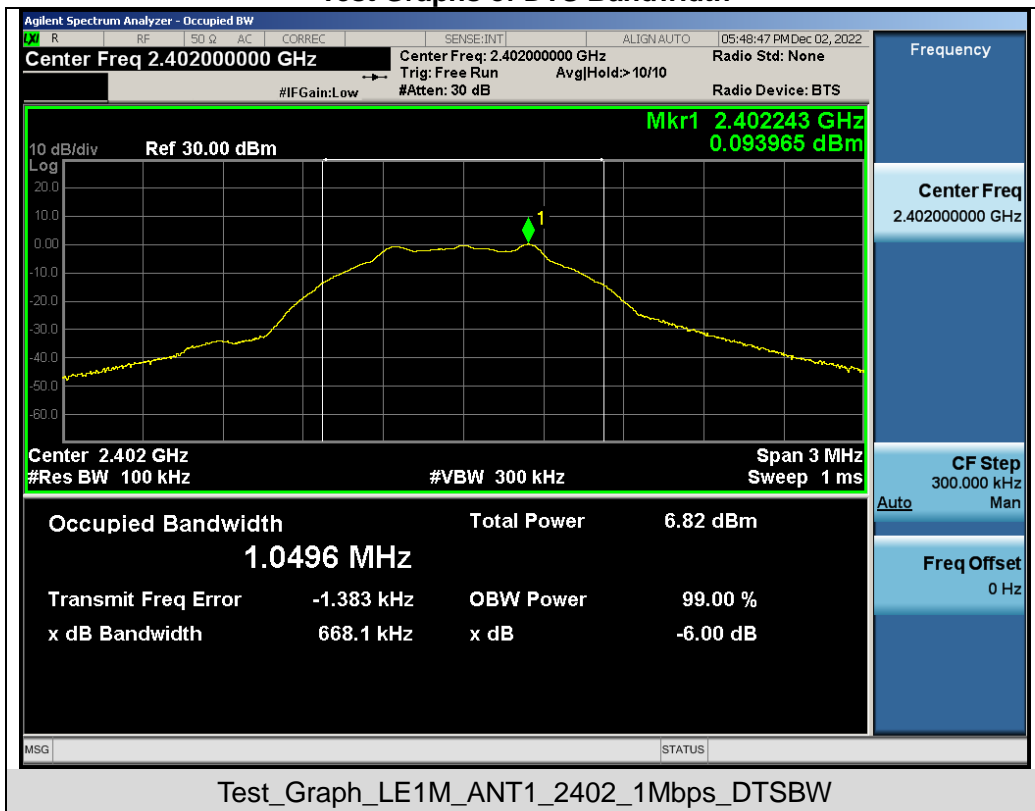 Agilent Spectrum Analyzer - Occupied BW
LXI R RF 50 Ω AC CORREC SENSE:INT ALIGN AUTO 05:48:47 PM Dec 02, 2022
Center Freq 2.402000000 GHz
Center Freq: 2.402000000 GHz
Radio Std: None
Trig: Free Run Avg|Hold:> 10/10
#IFGain:Low
#Atten: 30 dB
Radio Device: BTS
Mkr1 2.402243 GHz
0.093965 dBm
10 dB/div Ref 30.00 dBm
Log
20.0
10.0
0.00
-10.0
-20.0
-30.0
-40.0
-50.0
-60.0
1
Center 2.402 GHz Span 3 MHz
#Res BW 100 kHz #VBW 300 kHz Sweep 1 ms
Occupied Bandwidth Total Power 6.82 dBm
1.0496 MHz
Transmit Freq Error -1.383 kHz OBW Power 99.00 %
x dB Bandwidth 668.1 kHz x dB -6.00 dB
MSG STATUS
Frequency
Center Freq
2.402000000 GHz
CF Step
300.000 kHz
Auto Man
Freq Offset
0 Hz
Test_Graph_LE1M_ANT1_2402_1Mbps_DTSBW